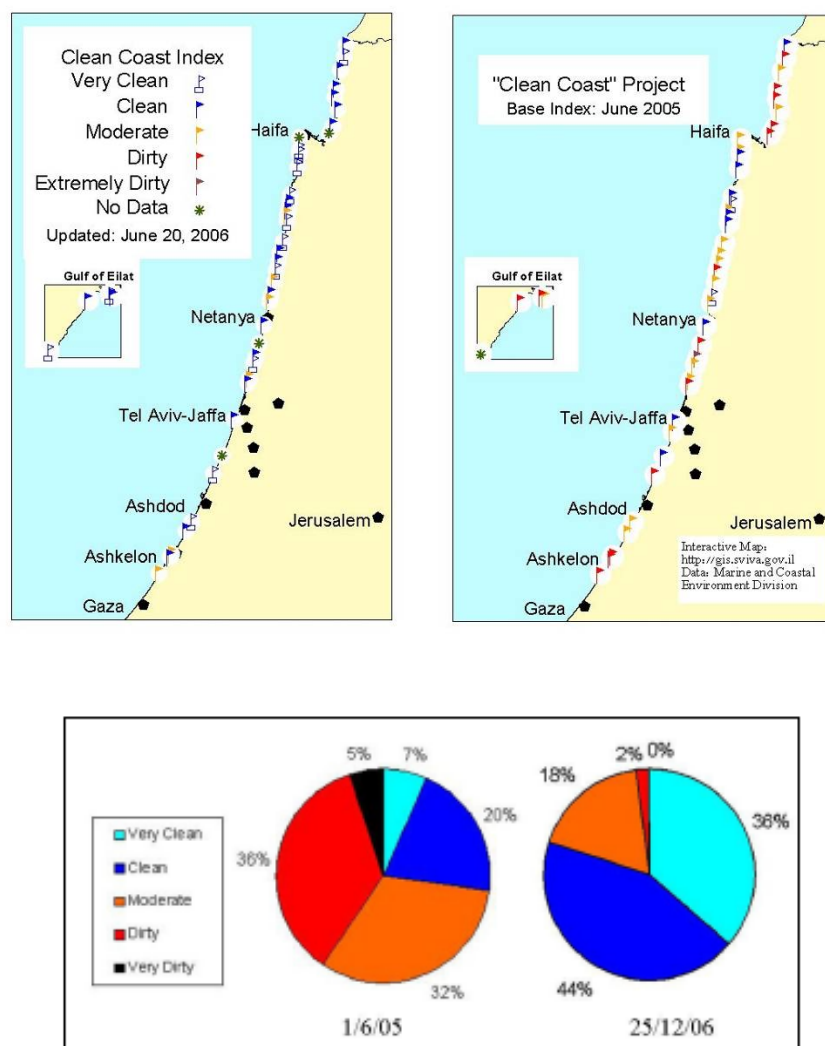 Clean Coast Index
Very Clean
Clean
Moderate
Dirty
Extremely Dirty
No Data
Updated: June 20, 2006
Haifa
Gulf of Eilat
Netanya
Tel Aviv-Jaffa
Ashdod
Jerusalem
Ashkelon
Gaza
"Clean Coast" Project
Base Index: June 2005
Haifa
Gulf of Eilat
Netanya
Tel Aviv-Jaffa
Ashdod
Jerusalem
Ashkelon
Gaza
Interactive Map:
http://gis.sviva.gov.il
Data: Marine and Coastal
Environment Division
Very Clean
Clean
Moderate
Dirty
Very Dirty
5%
7%
20%
32%
36%
1/6/05
2%
0%
18%
36%
44%
25/12/06